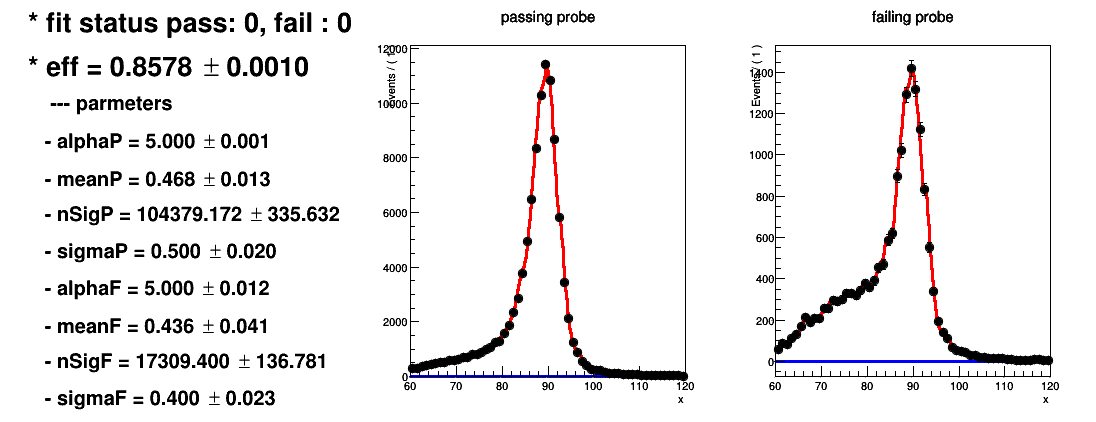 * fit status pass: 0, fail : 0
* eff = 0.8578 ± 0.0010
--- parmeters
- alphaP = 5.000 ± 0.001
- meanP = 0.468 ± 0.013
- nSigP = 104379.172 ± 335.632
- sigmaP = 0.500 ± 0.020
- alphaF = 5.000 ± 0.012
- meanF = 0.436 ± 0.041
- nSigF = 17309.400 ± 136.781
- sigmaF = 0.400 ± 0.023
passing probe
Events / ( 1 )
12000
10000
8000
6000
4000
2000
0
60 70 80 90 100 110 120
x
failing probe
Events / ( 1 )
1400
1200
1000
800
600
400
200
0
60 70 80 90 100 110 120
x